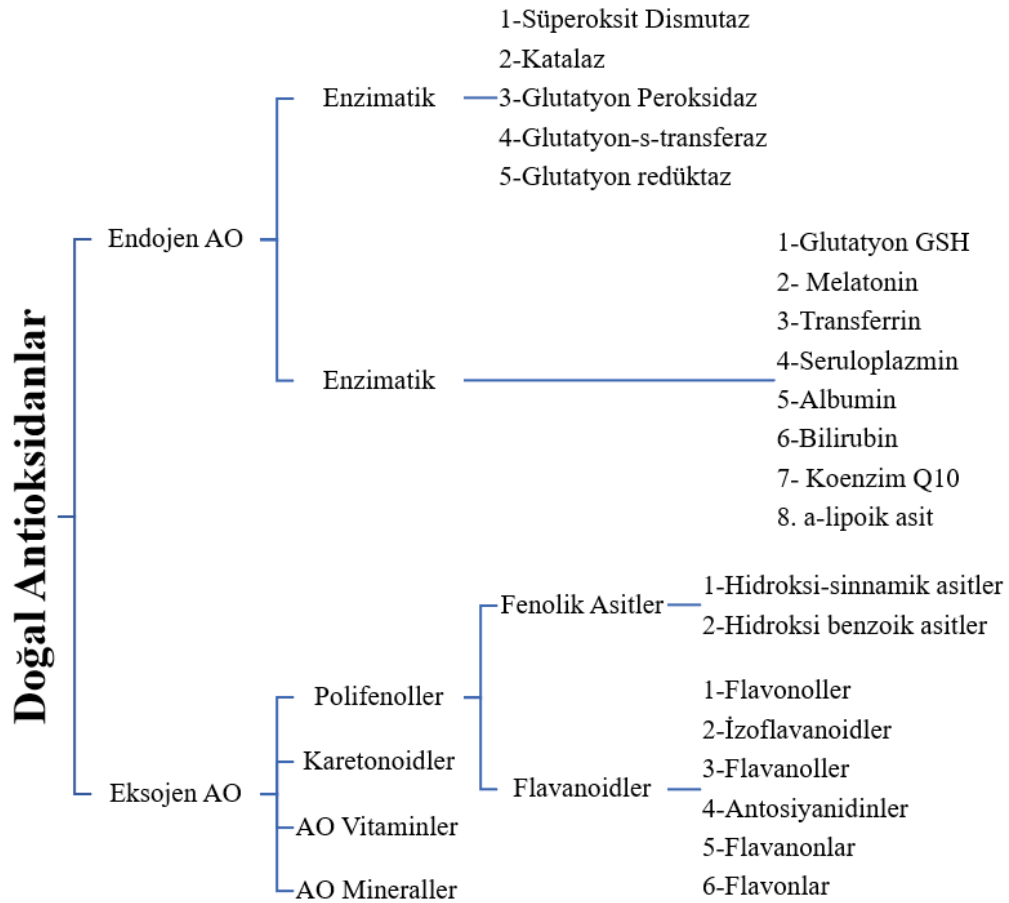 Doğal Antioksidanlar
Endojen AO
Enzimatik
1-Süperoksit Dismutaz
2-Katalaz
3-Glutatyon Peroksidaz
4-Glutatyon-s-transferaz
5-Glutatyon redüktaz
Enzimatik
1-Glutatyon GSH
2- Melatonin
3-Transferrin
4-Seruloplazmin
5-Albumin
6-Bilirubin
7- Koenzim Q10
8. a-lipoik asit
Eksojen AO
Polifenoller
Fenolik Asitler
1-Hidroksi-sinnamik asitler
2-Hidroksi benzoik asitler
Flavanoidler
1-Flavonoller
2-İzoflavanoidler
3-Flavanoller
4-Antosiyanidinler
5-Flavanonlar
6-Flavonlar
Karetonoidler
AO Vitaminler
AO Mineraller